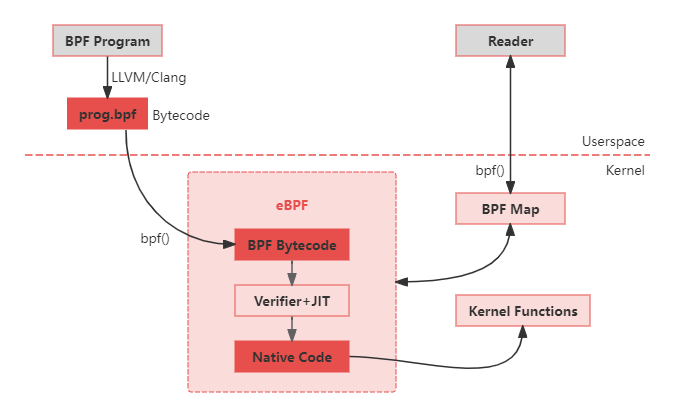 BPF Program
Reader
LLVM/Clang
prog.bpf
Bytecode
Userspace
bpf()
Kernel
eBPF
BPF Map
bpf()
BPF Bytecode
Verifier+JIT
Kernel Functions
Native Code